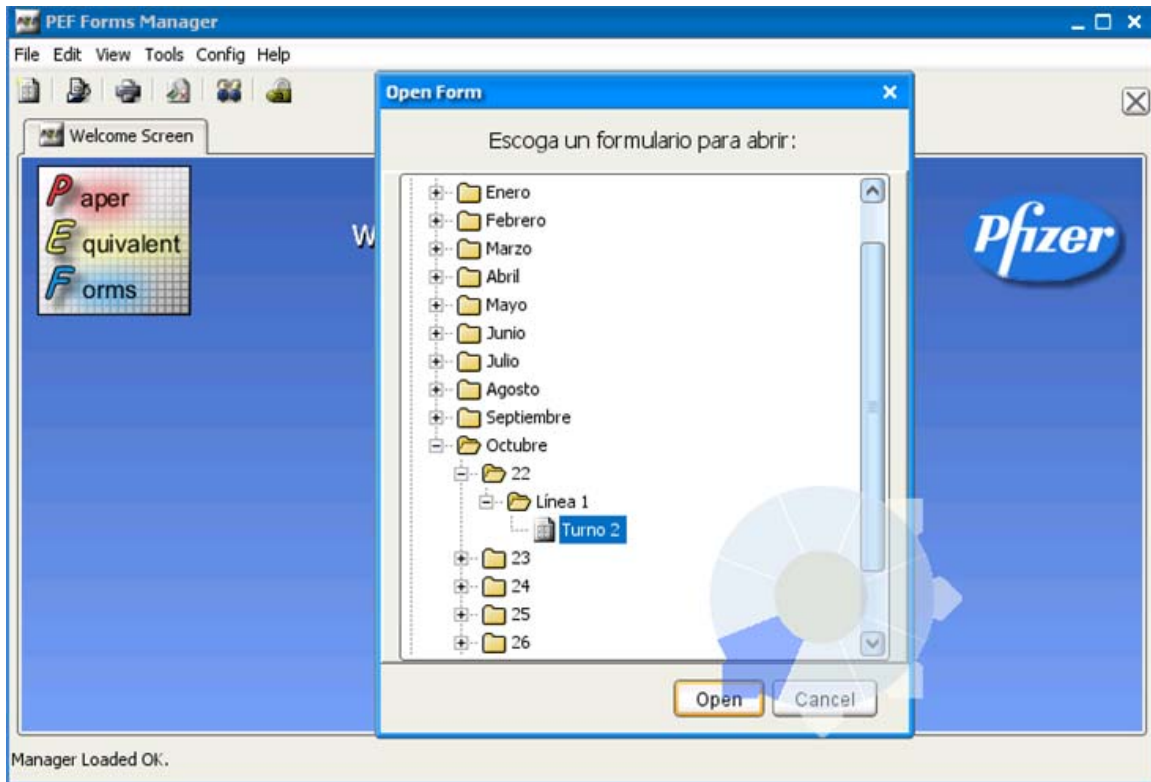 PEF Forms Manager
File Edit View Tools Config Help
Welcome Screen
Paper
Equivalent
Forms
W
Pfizer
Open Form
Escoga un formulario para abrir:
Enero
Febrero
Marzo
Abril
Mayo
Junio
Julio
Agosto
Septiembre
Octubre
22
Línea 1
Turno 2
23
24
25
26
Open Cancel
Manager Loaded OK.